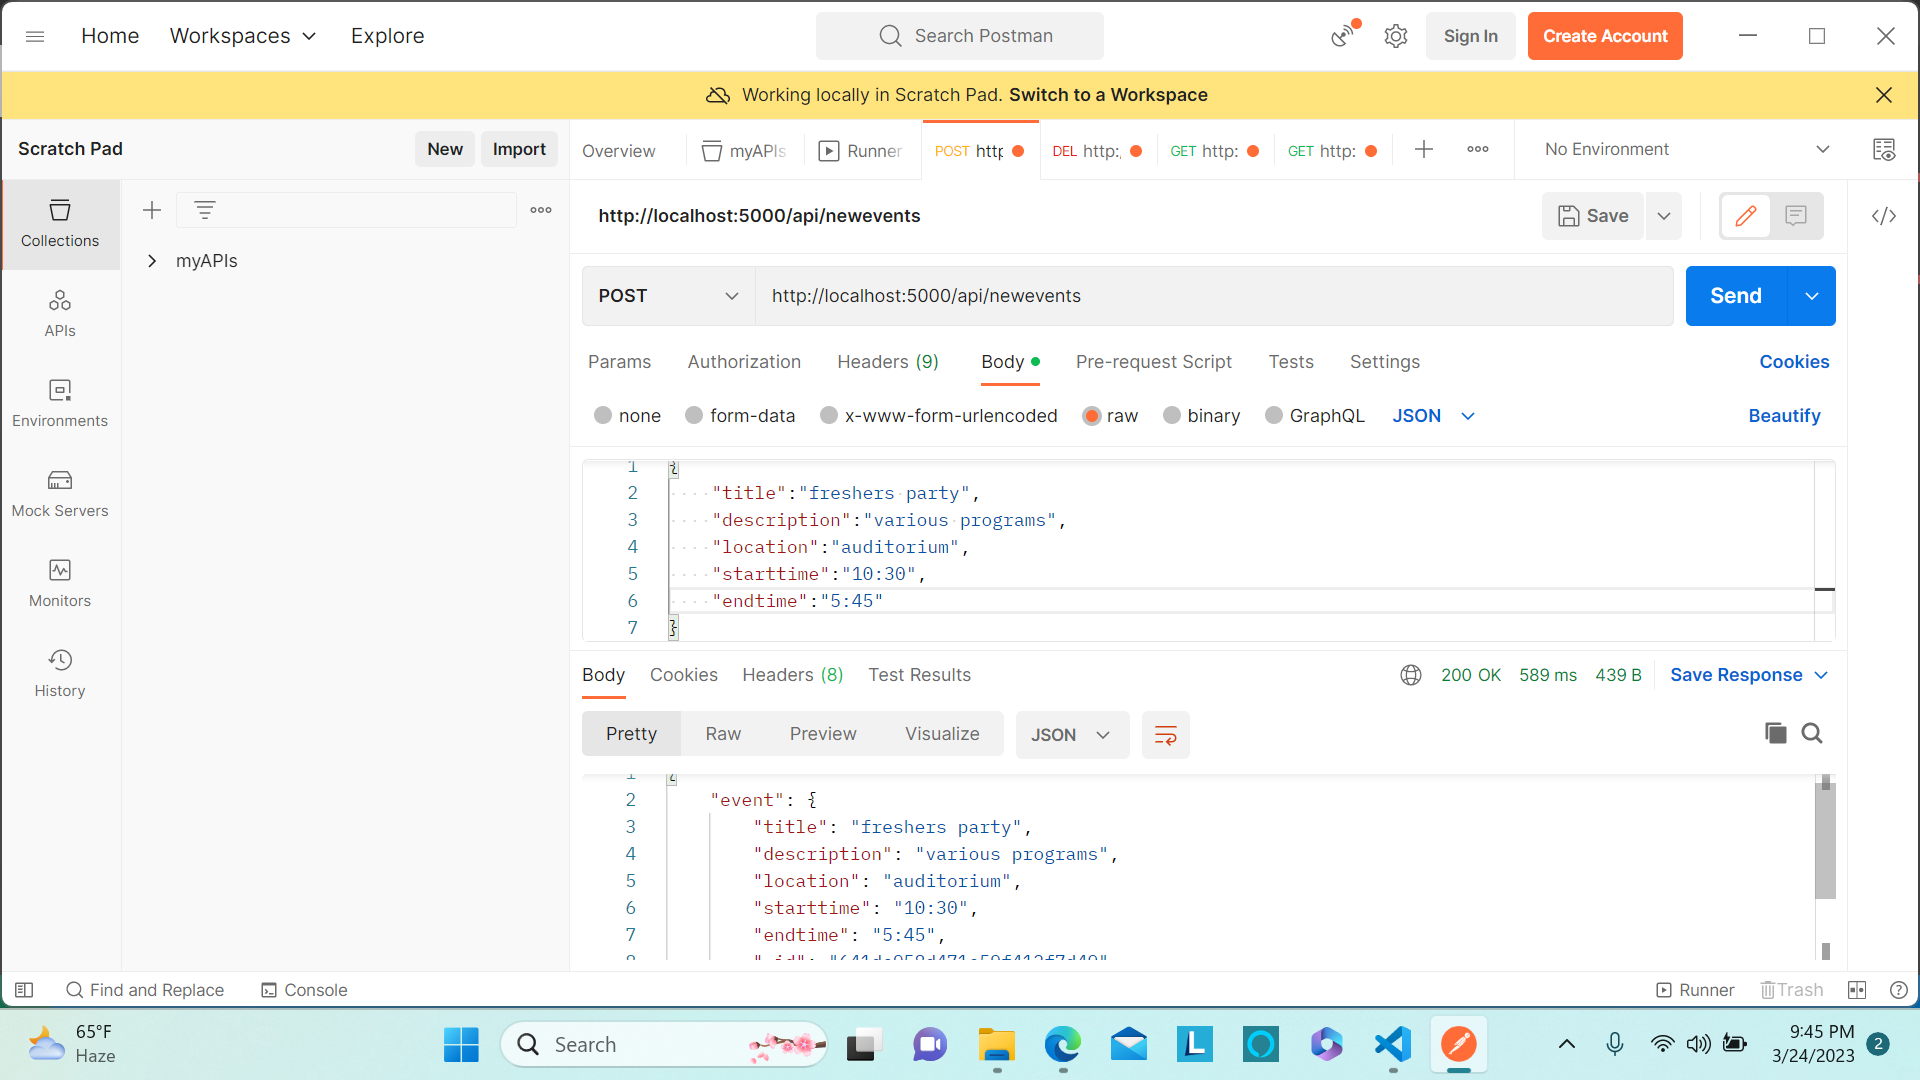 Home Workspaces Explore Search Postman Sign In Create Account
Working locally in Scratch Pad. Switch to a Workspace
Scratch Pad New Import Overview myAPIs Runner POST http DEL http: GET http: GET http: No Environment
Collections
myAPIs
APIs
Environments
Mock Servers
Monitors
History
http://localhost:5000/api/newevents Save
POST http://localhost:5000/api/newevents Send
Params Authorization Headers (9) Body Pre-request Script Tests Settings Cookies
none form-data x-www-form-urlencoded raw binary GraphQL JSON Beautify
1 {
2 "title":"freshers party",
3 "description":"various programs",
4 "location":"auditorium",
5 "starttime":"10:30",
6 "endtime":"5:45"
7 }
Body Cookies Headers (8) Test Results 200 OK 589 ms 439 B Save Response
Pretty Raw Preview Visualize JSON
1 {
2 "event": {
3 "title": "freshers party",
4 "description": "various programs",
5 "location": "auditorium",
6 "starttime": "10:30",
7 "endtime": "5:45",
Find and Replace Console Runner Trash
65°F
Haze
Search
9:45 PM
3/24/2023
2